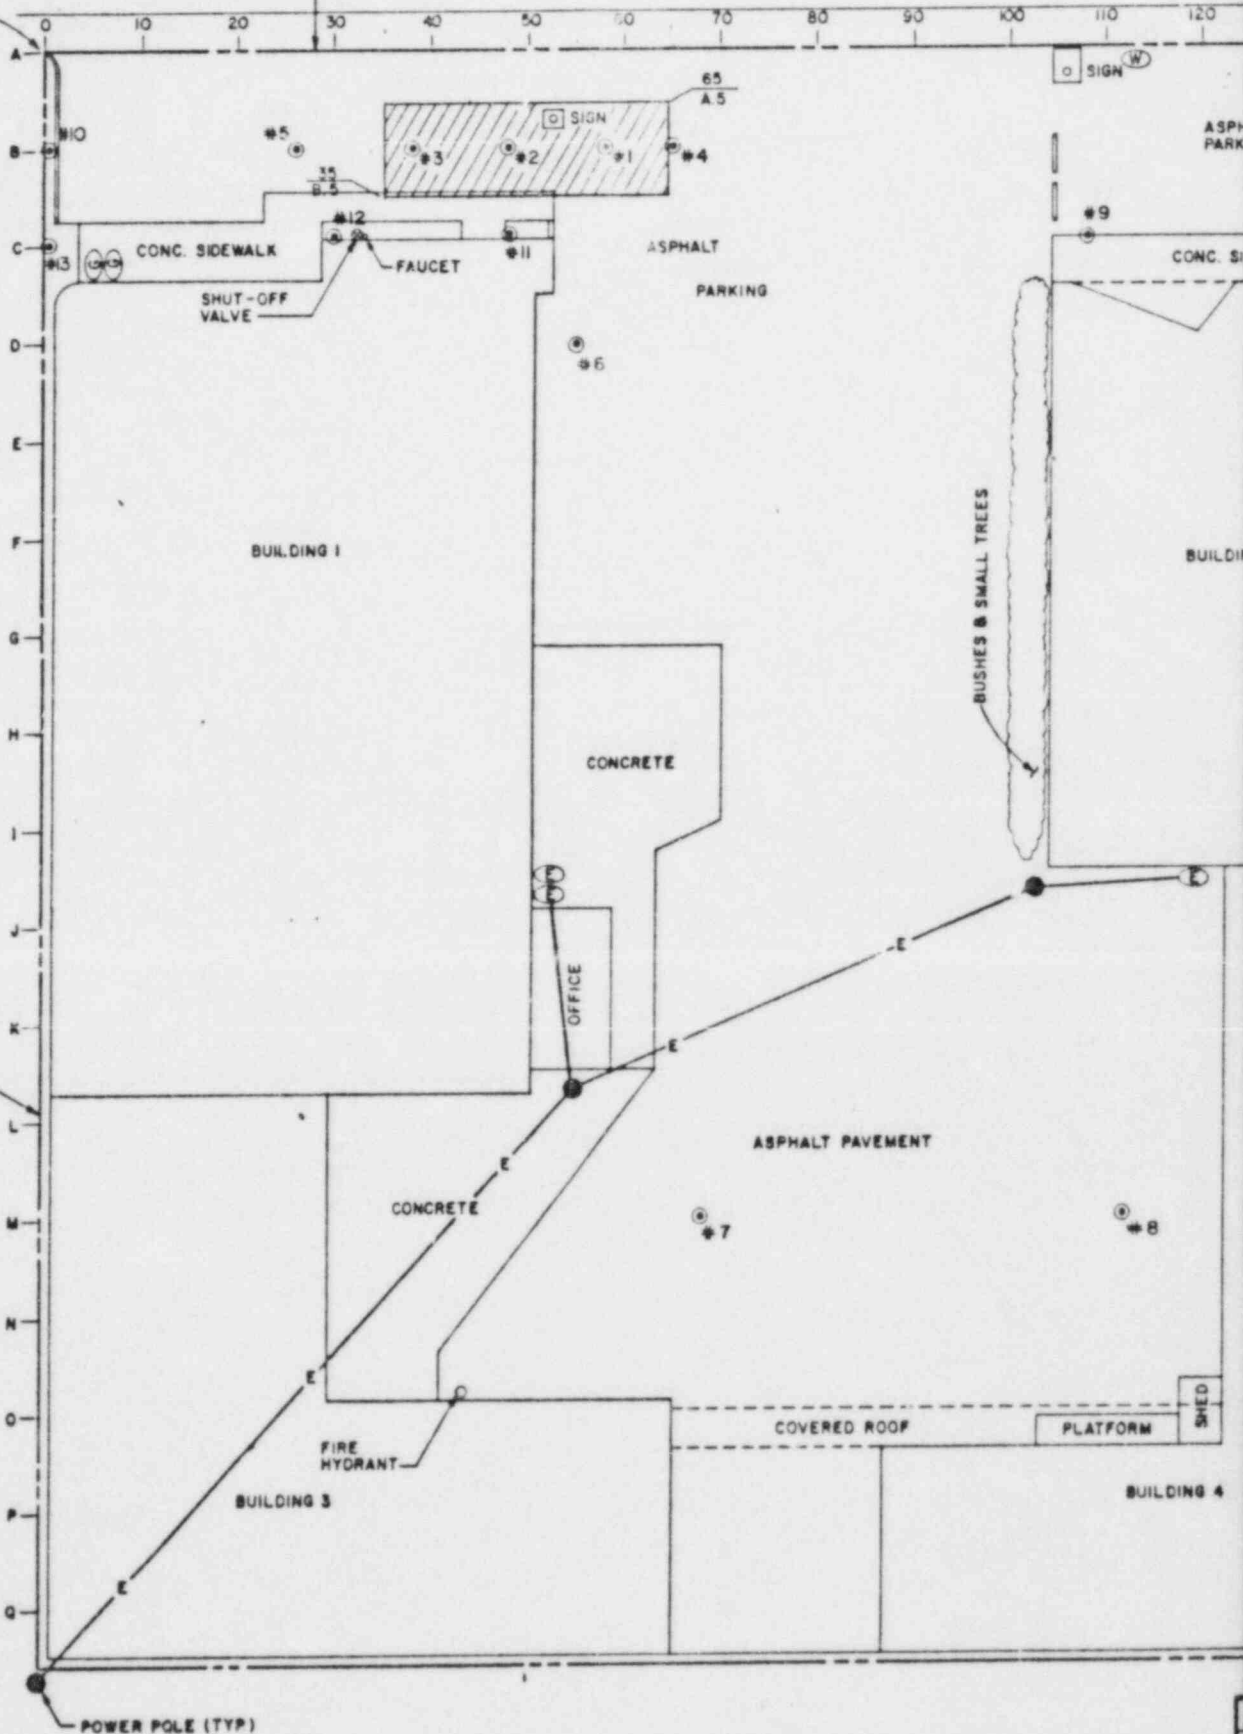 0 10 20 30 40 50 60 70 80 90 100 110 120
A
65
A.5
SIGN
SIGN
W
#10
#5
ASPH
PARK
B
#3
#2
#1
#4
35
B.5
#12
#9
C
CONC. SIDEWALK
#11
ASPHALT
#13
FAUCET
CONC. SI
SHUT-OFF
VALVE
PARKING
D
#6
E
BUSHES & SMALL TREES
F
BUILDING 1
BUILDIN
G
H
CONCRETE
I
J
E
OFFICE
K
E
L
ASPHALT PAVEMENT
E
CONCRETE
M
#7
#8
N
E
SHED
O
COVERED ROOF
PLATFORM
FIRE
HYDRANT
BUILDING 3
BUILDING 4
P
E
Q
POWER POLE (TYP.)